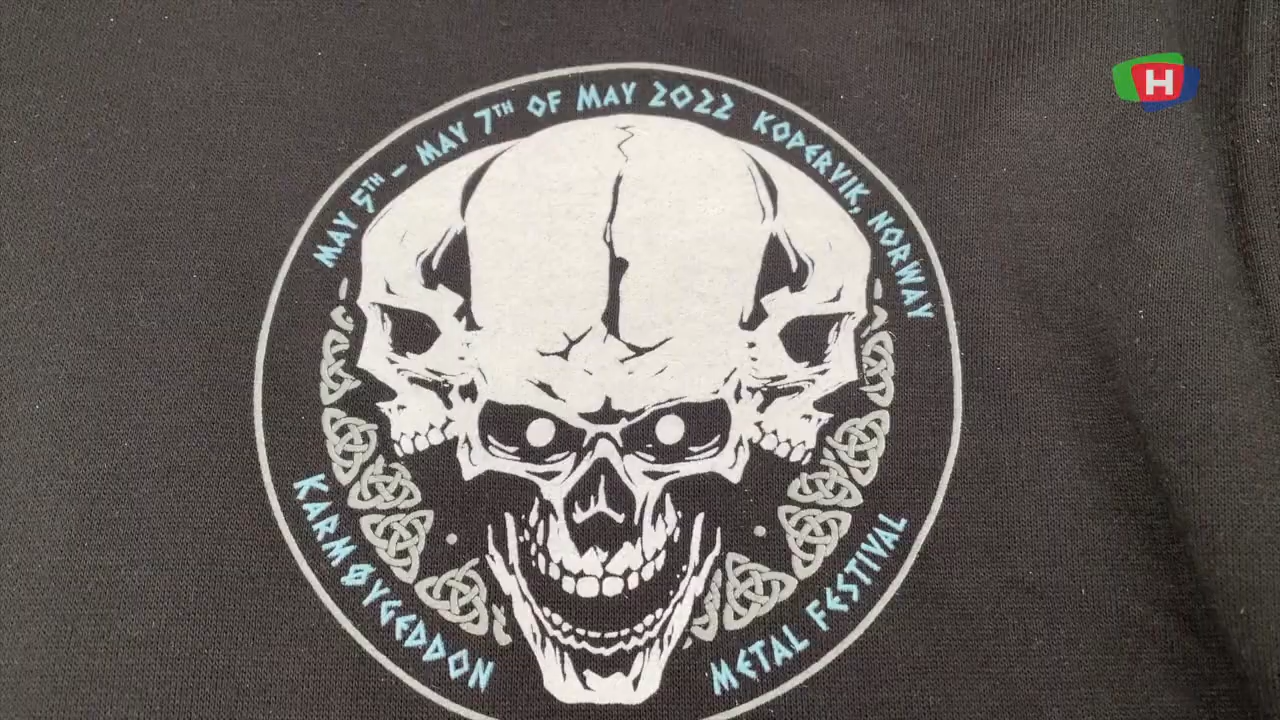 MAY 5TH – MAY 7TH OF MAY 2022 KOPERVIK, NORWAY
KARMØYGEDDON METAL FESTIVAL
H